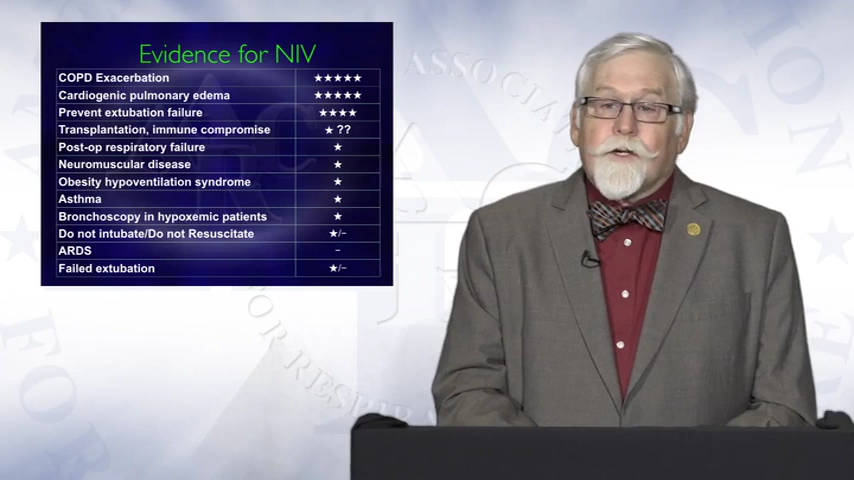 Evidence for NIV
COPD Exacerbation ★★★★★
Cardiogenic pulmonary edema ★★★★★
Prevent extubation failure ★★★★
Transplantation, immune compromise ★ ??
Post-op respiratory failure ★
Neuromuscular disease ★
Obesity hypoventilation syndrome ★
Asthma ★
Bronchoscopy in hypoxemic patients ★
Do not intubate/Do not Resuscitate ★/–
ARDS –
Failed extubation ★/–
FOR